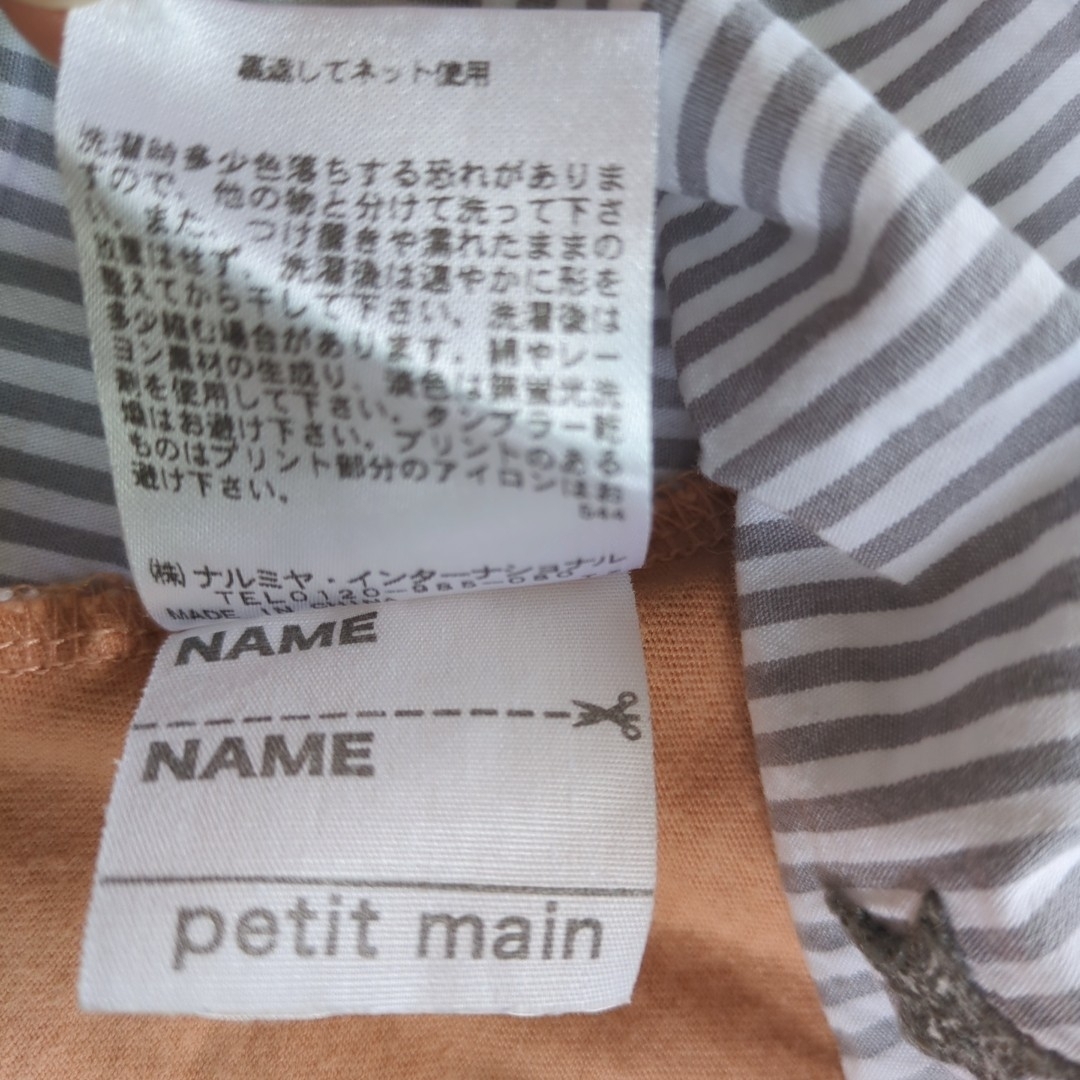 裏返してネット使用
洗濯時多少色落ちする恐れがありま
すので、他の物と分けて洗って下さ
い。また、つけ置きや濡れたままの
放置はせず、洗濯後は速やかに形を
整えてから干して下さい。洗濯後は
多少縮む場合があります。綿やレー
ヨン素材の生成り、淡色は無蛍光洗
剤を使用して下さい。タンブラー乾
燥はお避け下さい。プリントのある
ものはプリント部分のアイロンはお
避け下さい。
544
(株)ナルミヤ・インターナショナル
TEL0120-985-080
MADE IN CHINA
NAME
NAME
petit main